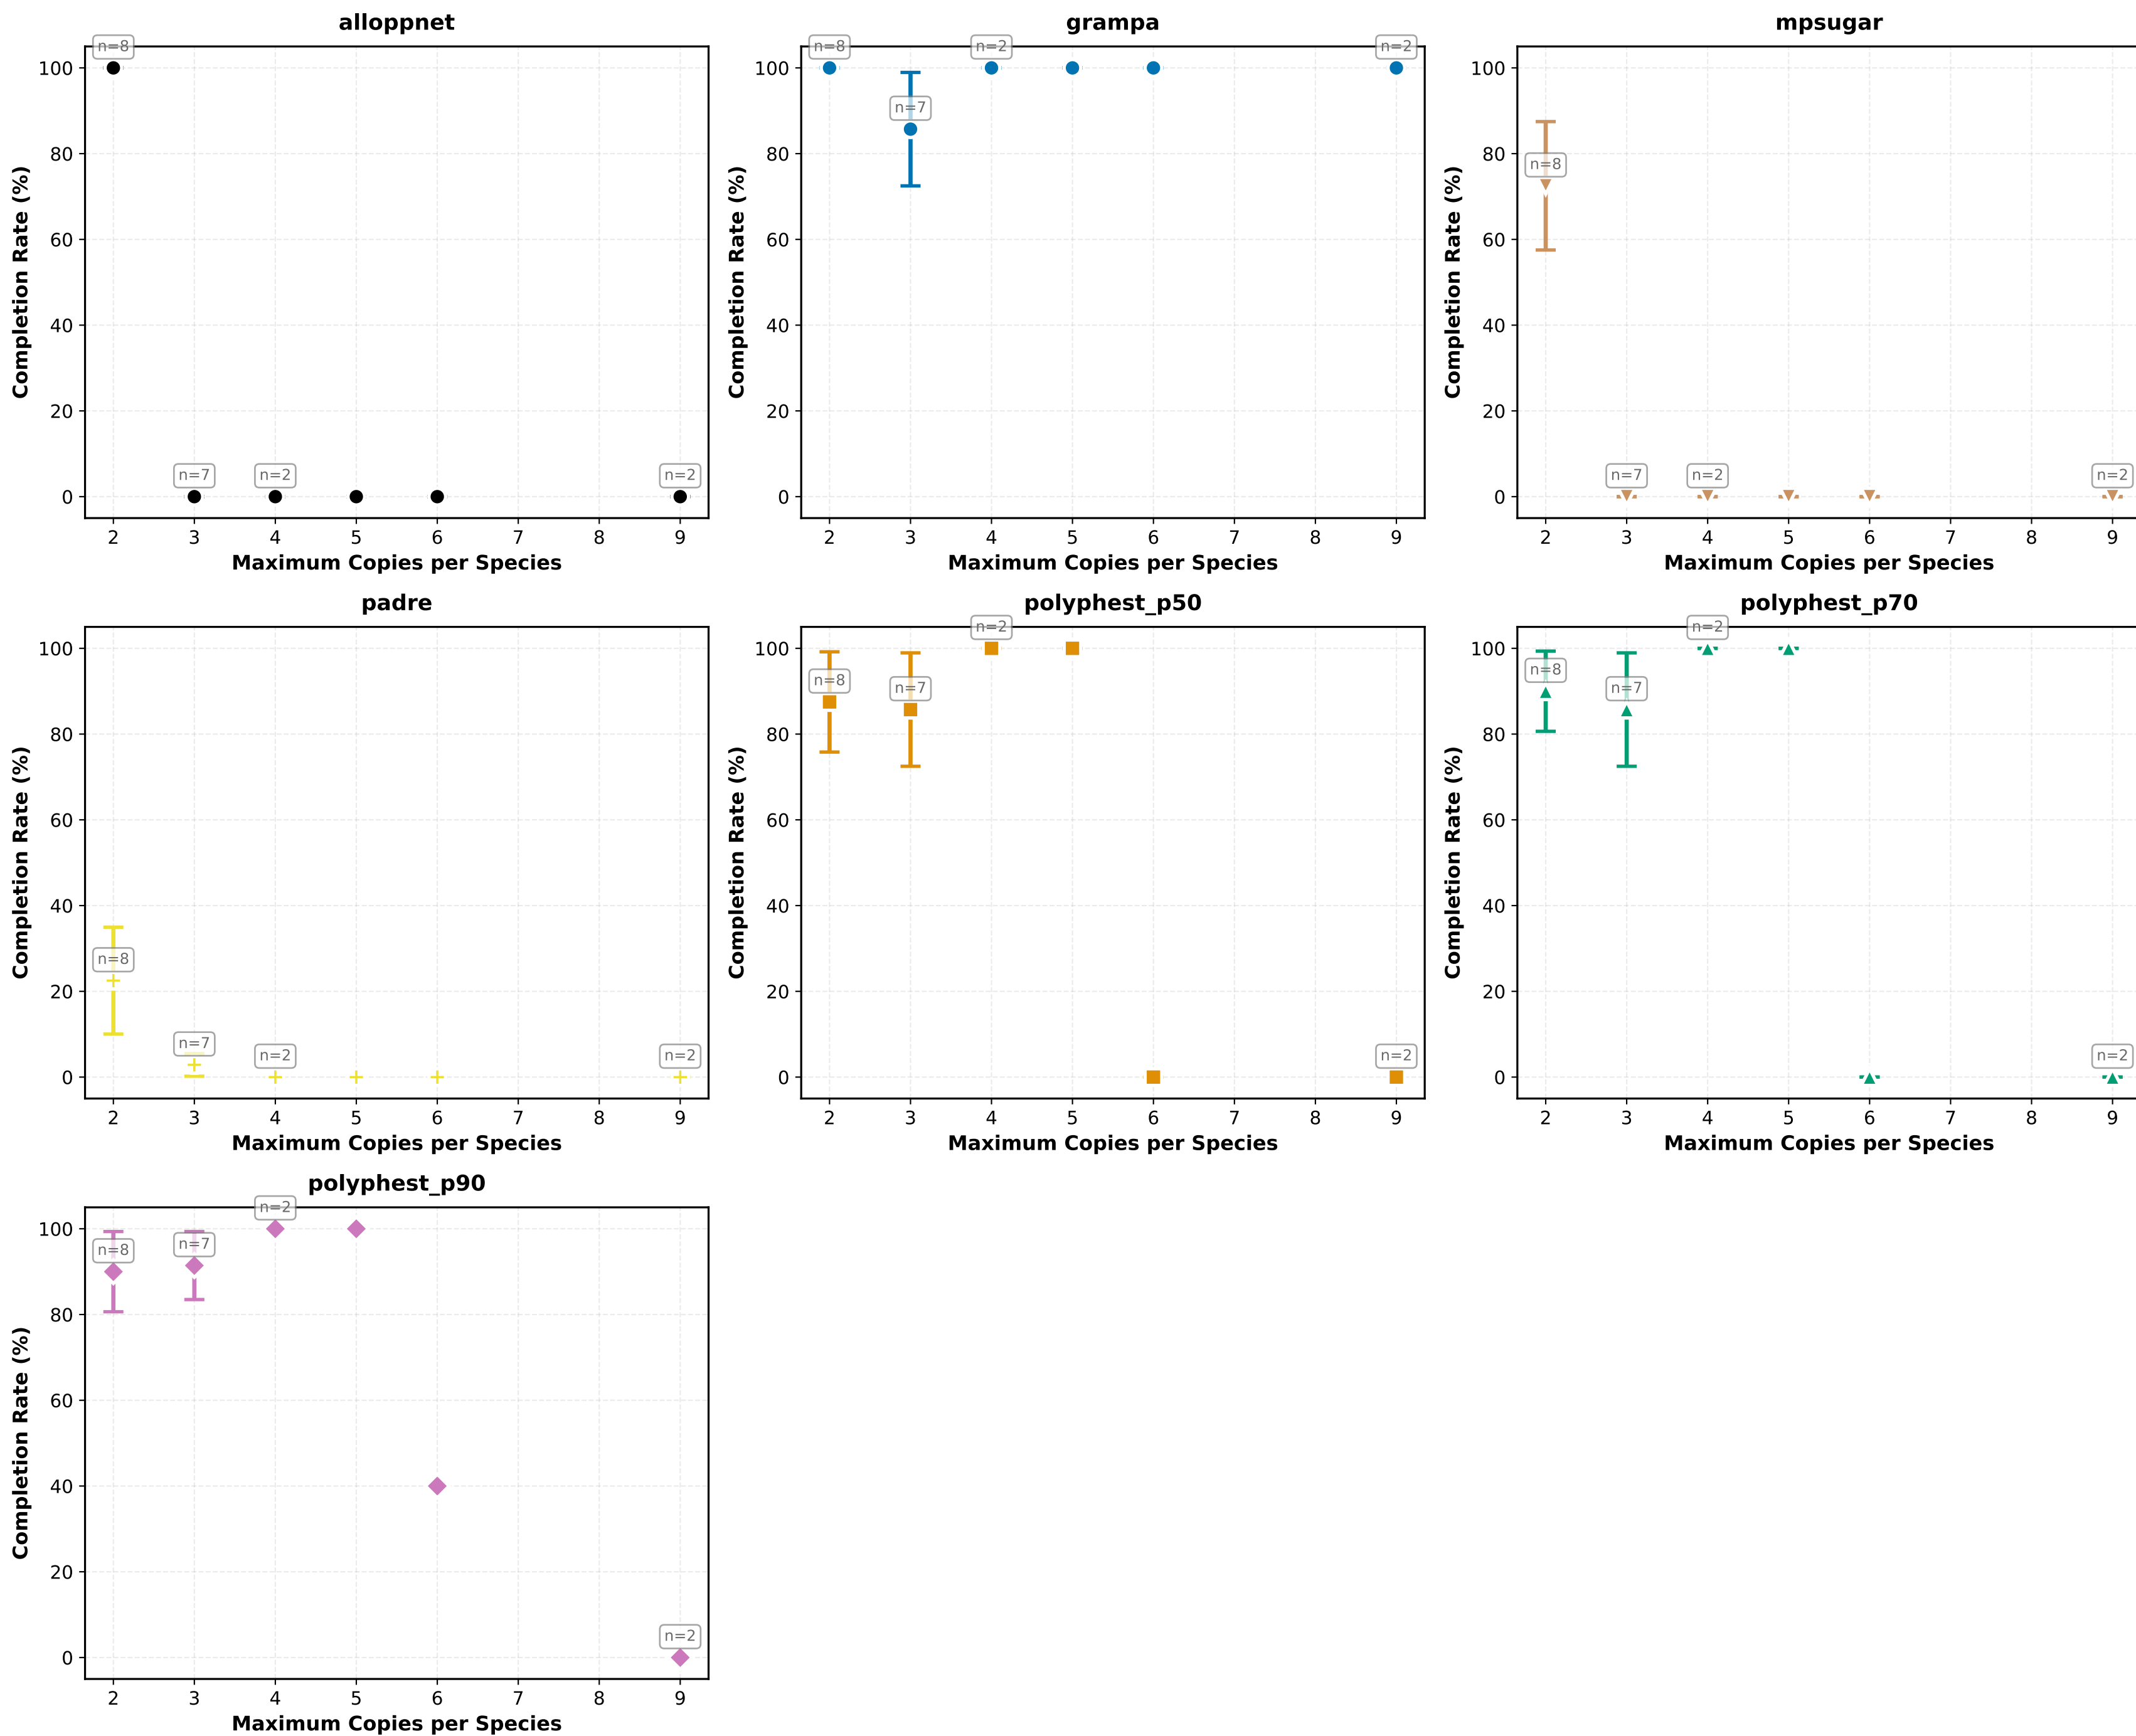 alloppnet
n=8
n=7
n=2
n=2
100
80
60
40
20
0
2 3 4 5 6 7 8 9
Completion Rate (%)
Maximum Copies per Species
grampa
n=8
n=7
n=2
n=2
100
80
60
40
20
0
2 3 4 5 6 7 8 9
Completion Rate (%)
Maximum Copies per Species
mpsugar
n=8
n=7
n=2
n=2
100
80
60
40
20
0
2 3 4 5 6 7 8 9
Completion Rate (%)
Maximum Copies per Species
padre
n=8
n=7
n=2
n=2
100
80
60
40
20
0
2 3 4 5 6 7 8 9
Completion Rate (%)
Maximum Copies per Species
polyphest_p50
n=8
n=7
n=2
n=2
100
80
60
40
20
0
2 3 4 5 6 7 8 9
Completion Rate (%)
Maximum Copies per Species
polyphest_p70
n=8
n=7
n=2
n=2
100
80
60
40
20
0
2 3 4 5 6 7 8 9
Completion Rate (%)
Maximum Copies per Species
polyphest_p90
n=8
n=7
n=2
n=2
100
80
60
40
20
0
2 3 4 5 6 7 8 9
Completion Rate (%)
Maximum Copies per Species